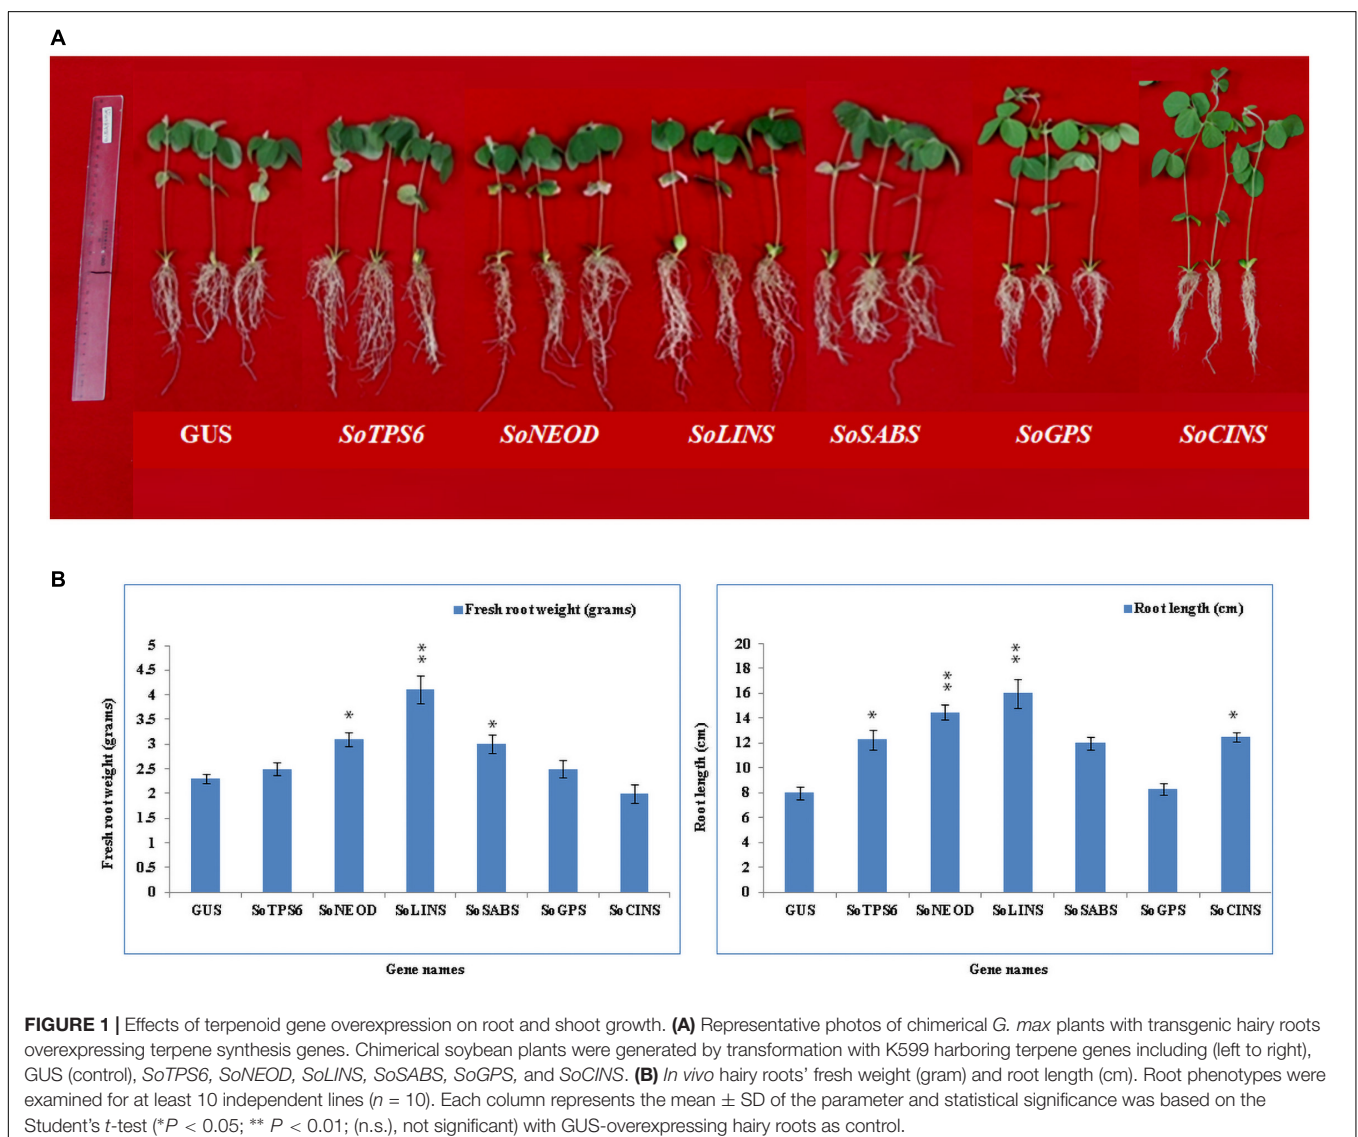 A
GUS SoTPS6 SoNEOD SoLINS SoSABS SoGPS SoCINS
B
Fresh root weight (grams)
Fresh root weight (grams)
5
4.5
4
3.5
3
2.5
2
1.5
1
0.5
0
* ** *
GUS SoTPS6 SoNEOD SoLINS SoSABS SoGPS SoCINS
Gene names
Root length (cm)
Root length (cm)
20
18
16
14
12
10
8
6
4
2
0
* ** ** *
GUS SoTPS6 SoNEOD SoLINS SoSABS SoGPS SoCINS
Gene names
FIGURE 1 | Effects of terpenoid gene overexpression on root and shoot growth. (A) Representative photos of chimerical G. max plants with transgenic hairy roots
overexpressing terpene synthesis genes. Chimerical soybean plants were generated by transformation with K599 harboring terpene genes including (left to right),
GUS (control), SoTPS6, SoNEOD, SoLINS, SoSABS, SoGPS, and SoCINS. (B) In vivo hairy roots’ fresh weight (gram) and root length (cm). Root phenotypes were
examined for at least 10 independent lines (n = 10). Each column represents the mean ± SD of the parameter and statistical significance was based on the
Student’s t-test (*P < 0.05; ** P < 0.01; (n.s.), not significant) with GUS-overexpressing hairy roots as control.